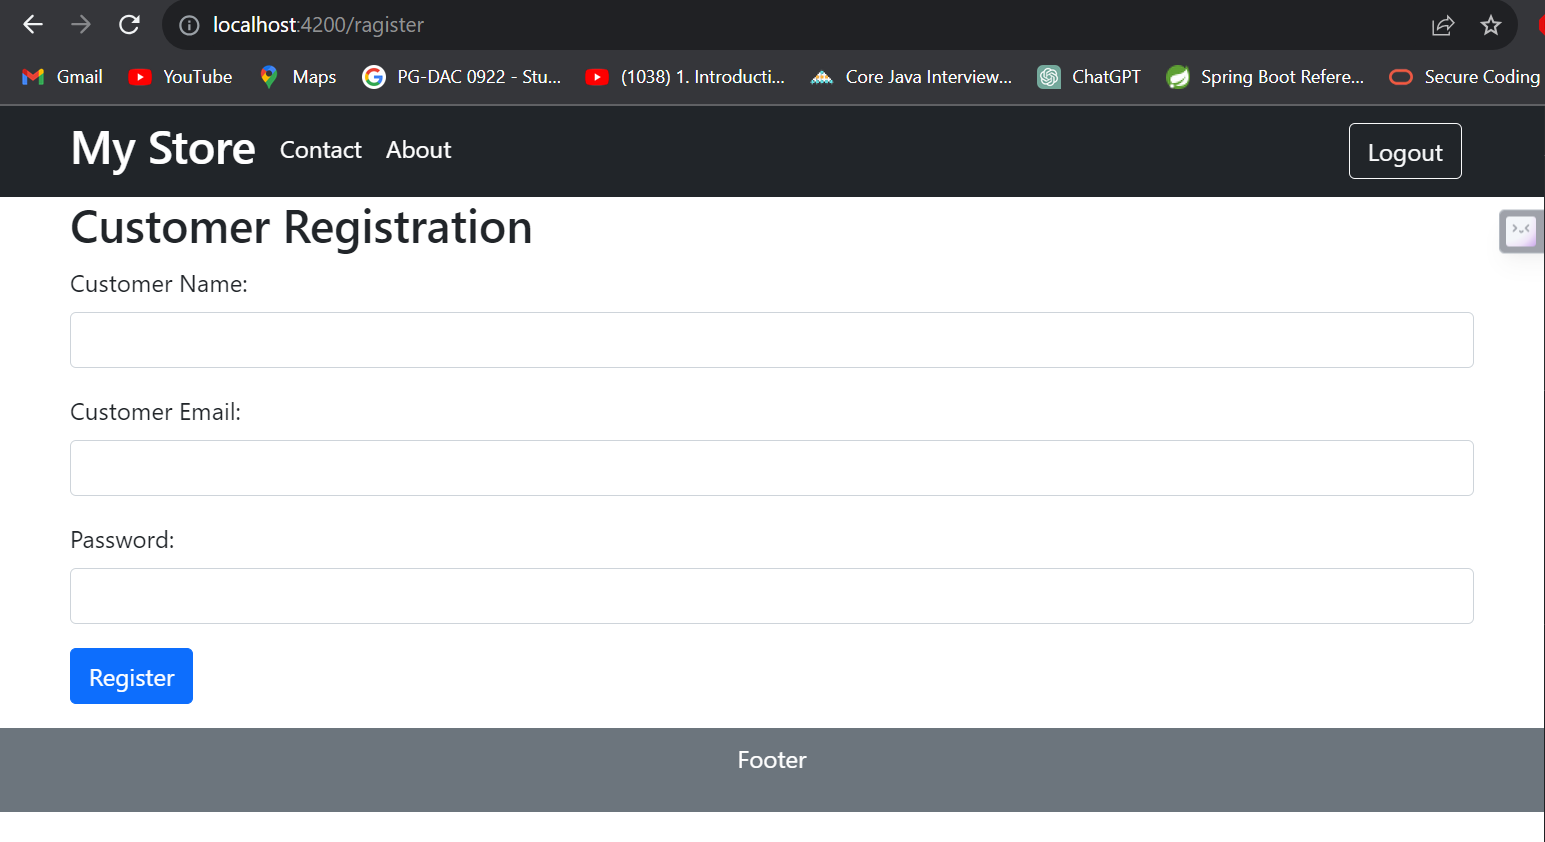 localhost:4200/ragister
Gmail YouTube Maps PG-DAC 0922 - Stu... (1038) 1. Introducti... Core Java Interview... ChatGPT Spring Boot Refere... Secure Coding
My Store Contact About Logout
Customer Registration
Customer Name:
Customer Email:
Password:
Register
Footer